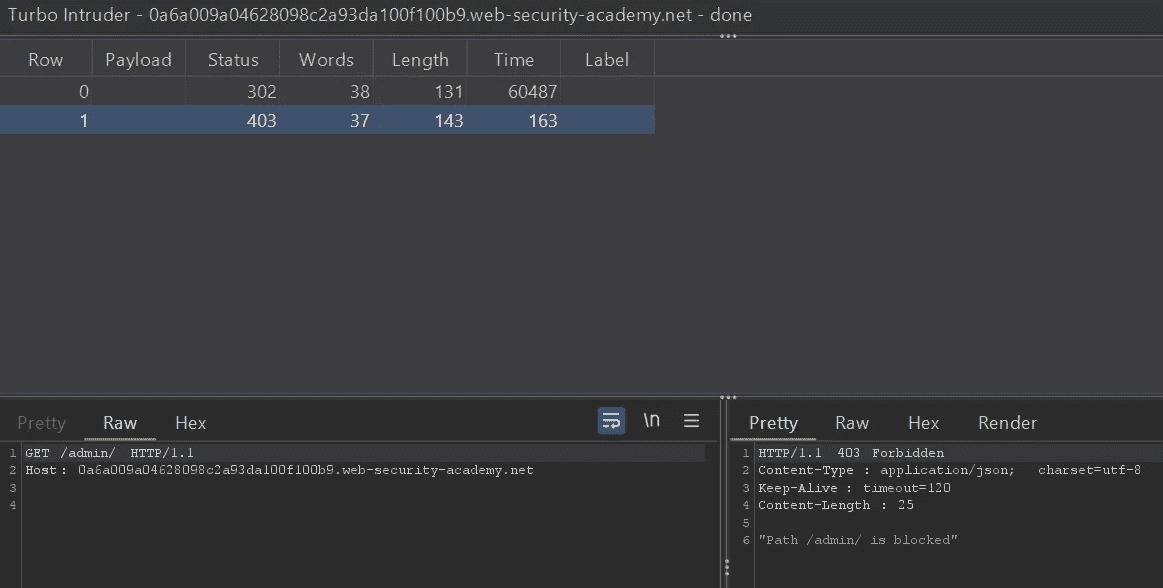 Turbo Intruder - 0a6a009a04628098c2a93da100f100b9.web-security-academy.net - done
Row Payload Status Words Length Time Label
0 302 38 131 60487
1 403 37 143 163
Pretty Raw Hex \n
1 GET /admin/ HTTP/1.1
2 Host: 0a6a009a04628098c2a93da100f100b9.web-security-academy.net
3
4
Pretty Raw Hex Render
1 HTTP/1.1 403 Forbidden
2 Content-Type : application/json; charset=utf-8
3 Keep-Alive : timeout=120
4 Content-Length : 25
5
6 "Path /admin/ is blocked"